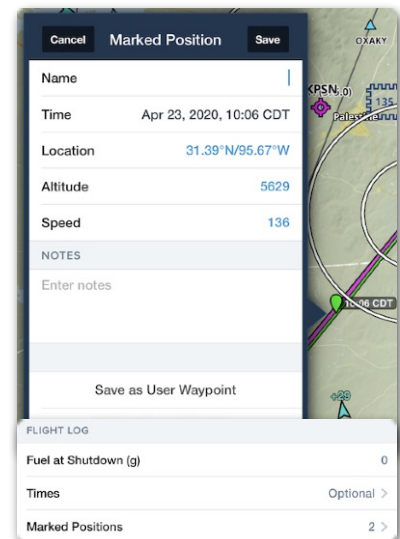 Cancel Marked Position Save
Name
Time Apr 23, 2020, 10:06 CDT
Location 31.39°N/95.67°W
Altitude 5629
Speed 136
NOTES
Enter notes
Save as User Waypoint
OXAKY
KPSN
135
Palestine
10:06 CDT
+29
FLIGHT LOG
Fuel at Shutdown (g) 0
Times Optional >
Marked Positions 2 >